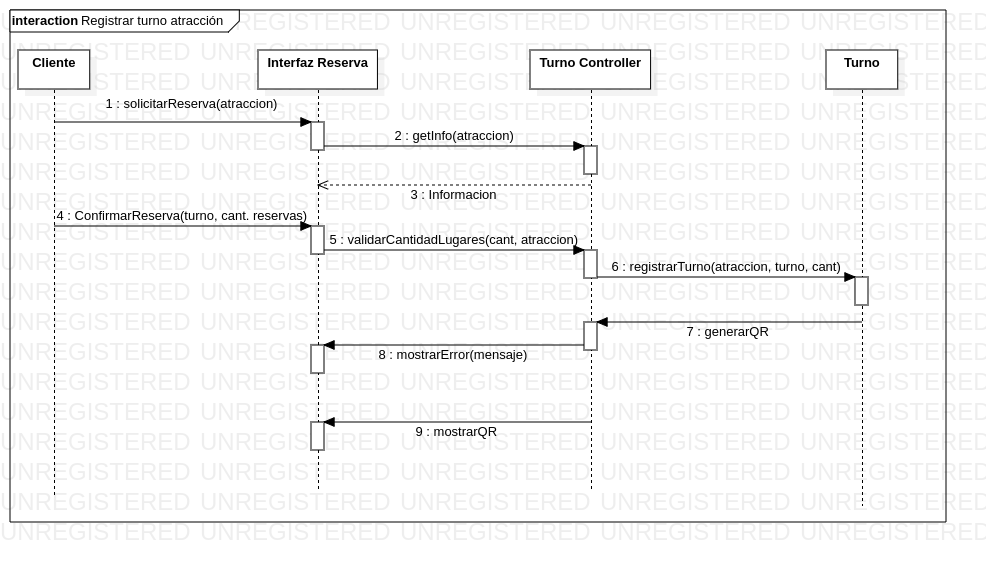 interaction Registrar turno atracción
Cliente
Interfaz Reserva
Turno Controller
Turno
1 : solicitarReserva(atraccion)
2 : getInfo(atraccion)
3 : Informacion
4 : ConfirmarReserva(turno, cant. reservas)
5 : validarCantidadLugares(cant, atraccion)
6 : registrarTurno(atraccion, turno, cant)
7 : generarQR
8 : mostrarError(mensaje)
9 : mostrarQR
UNREGISTERED UNREGISTERED UNREGISTERED UNREGISTERED UNREGISTERED